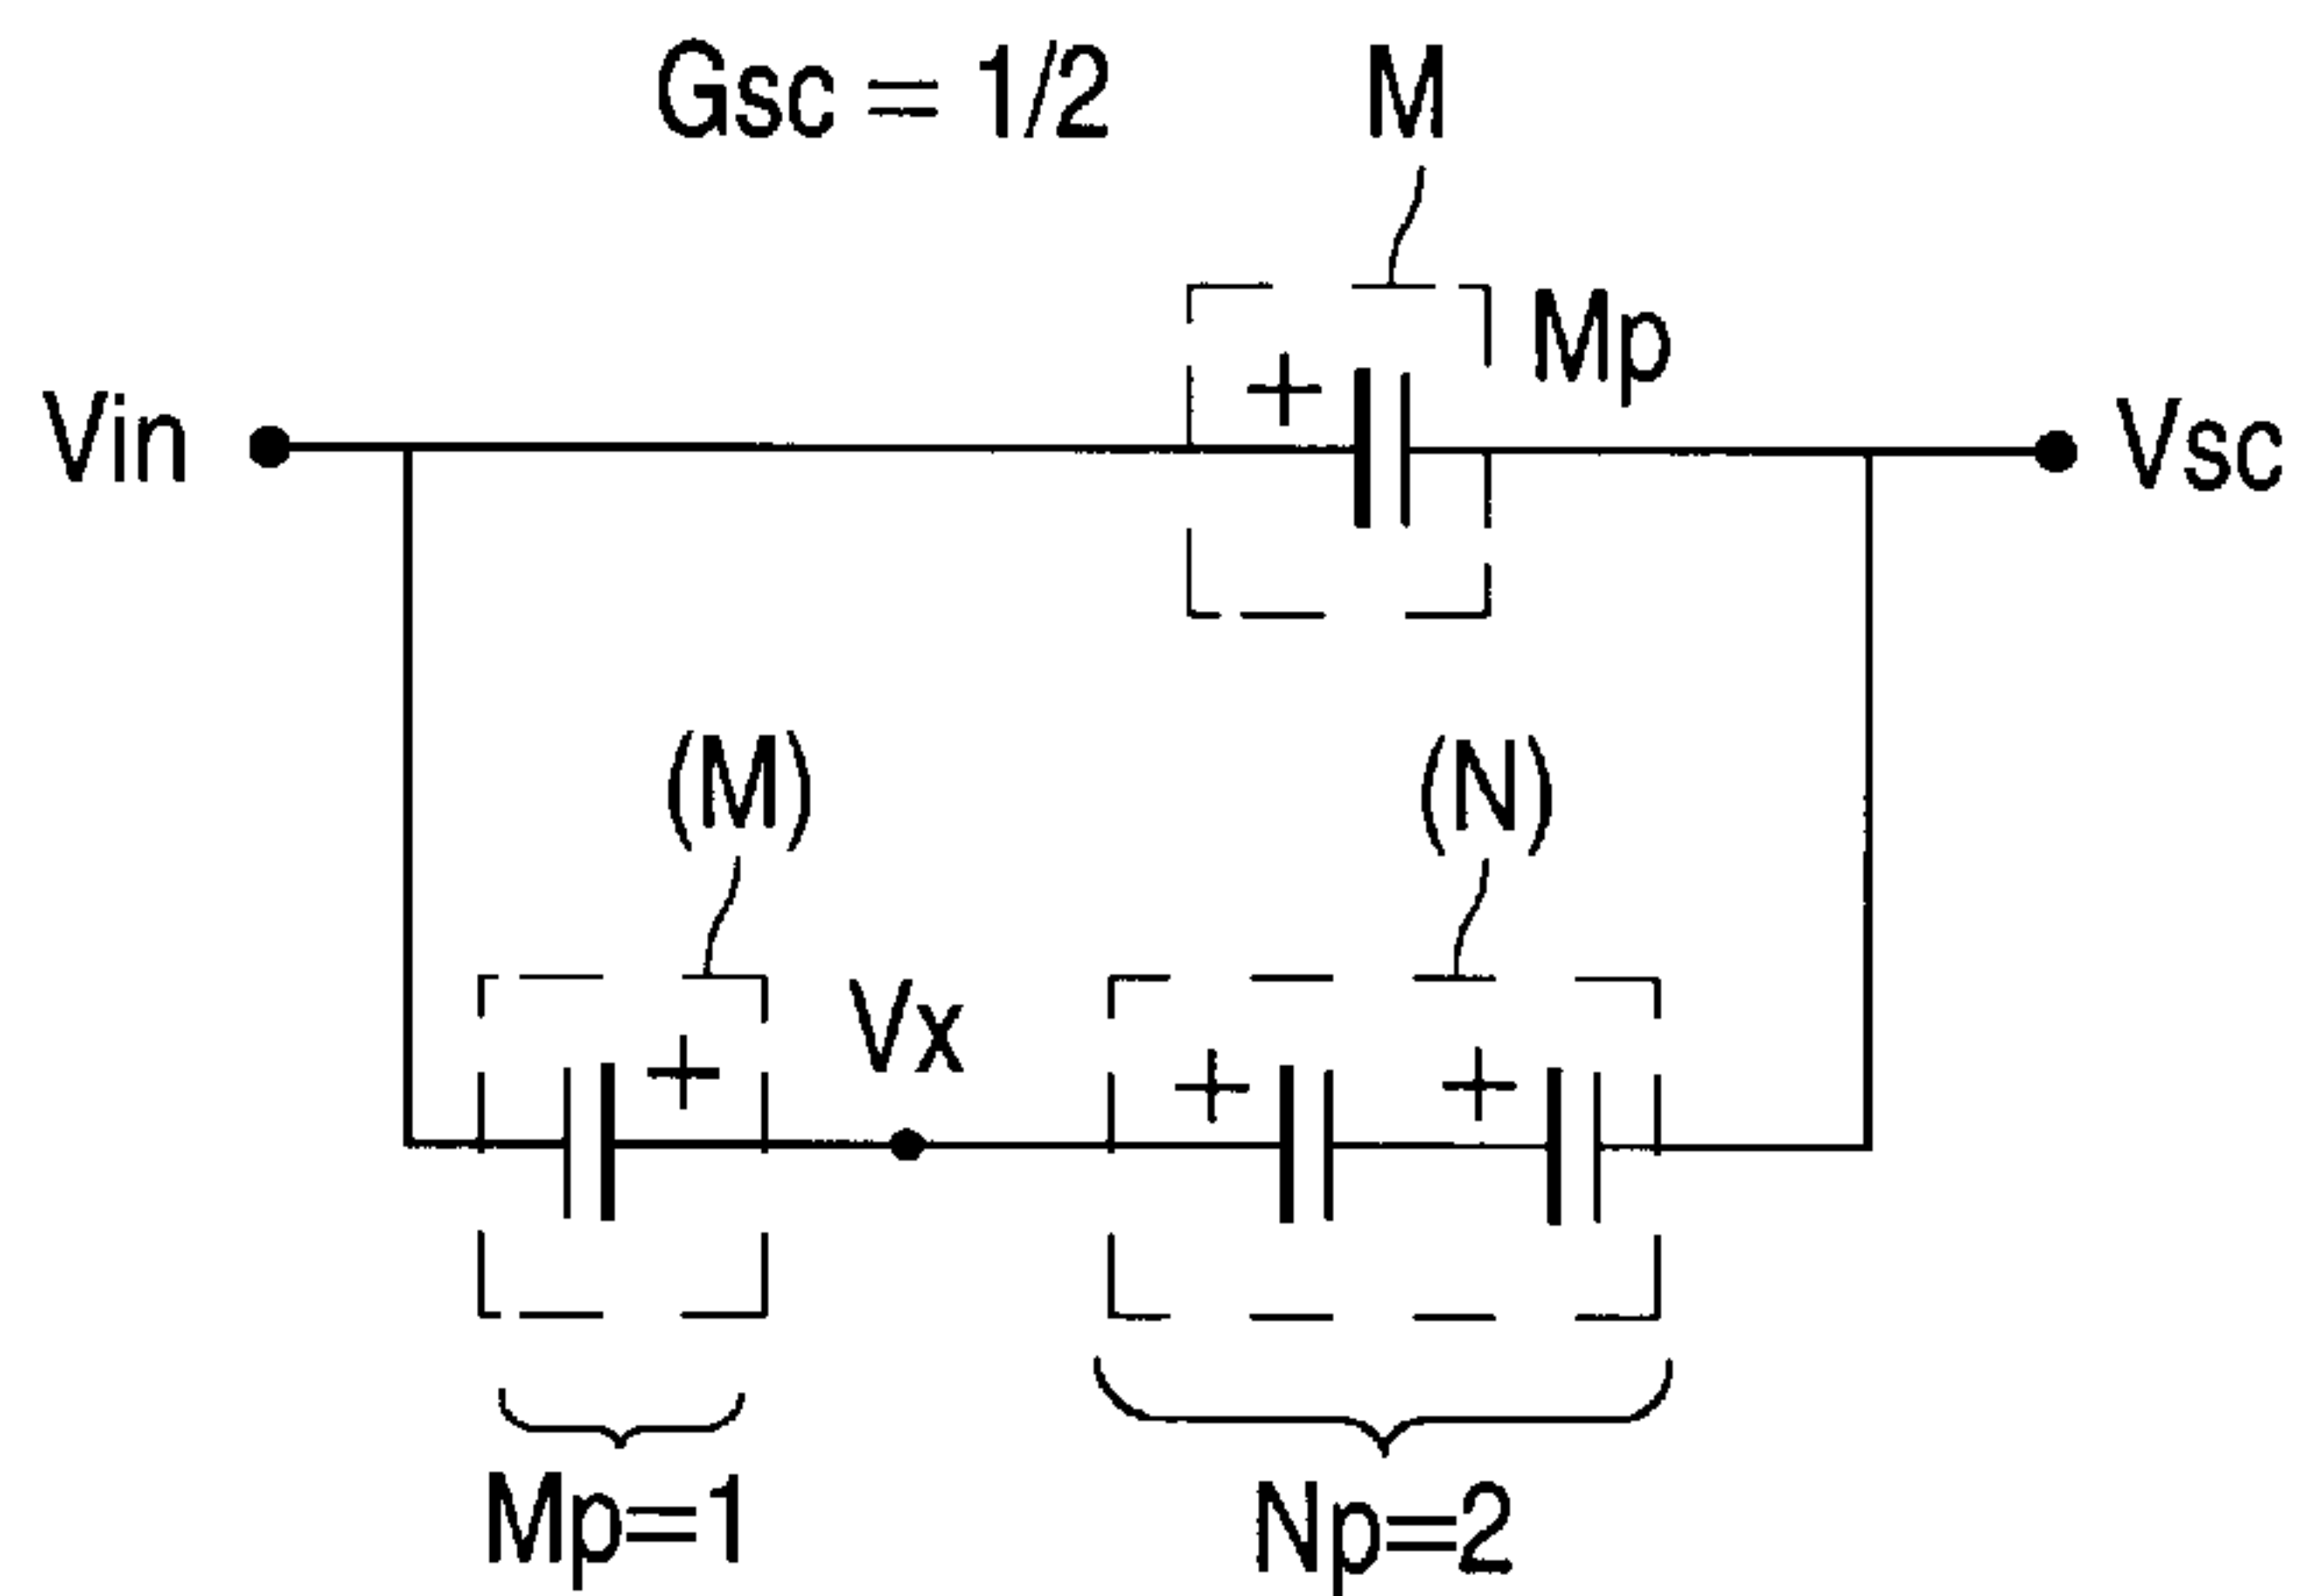 Gsc = 1/2 M
Mp
Vin + Vsc
(M) (N)
Vx
+ + +
Mp=1 Np=2